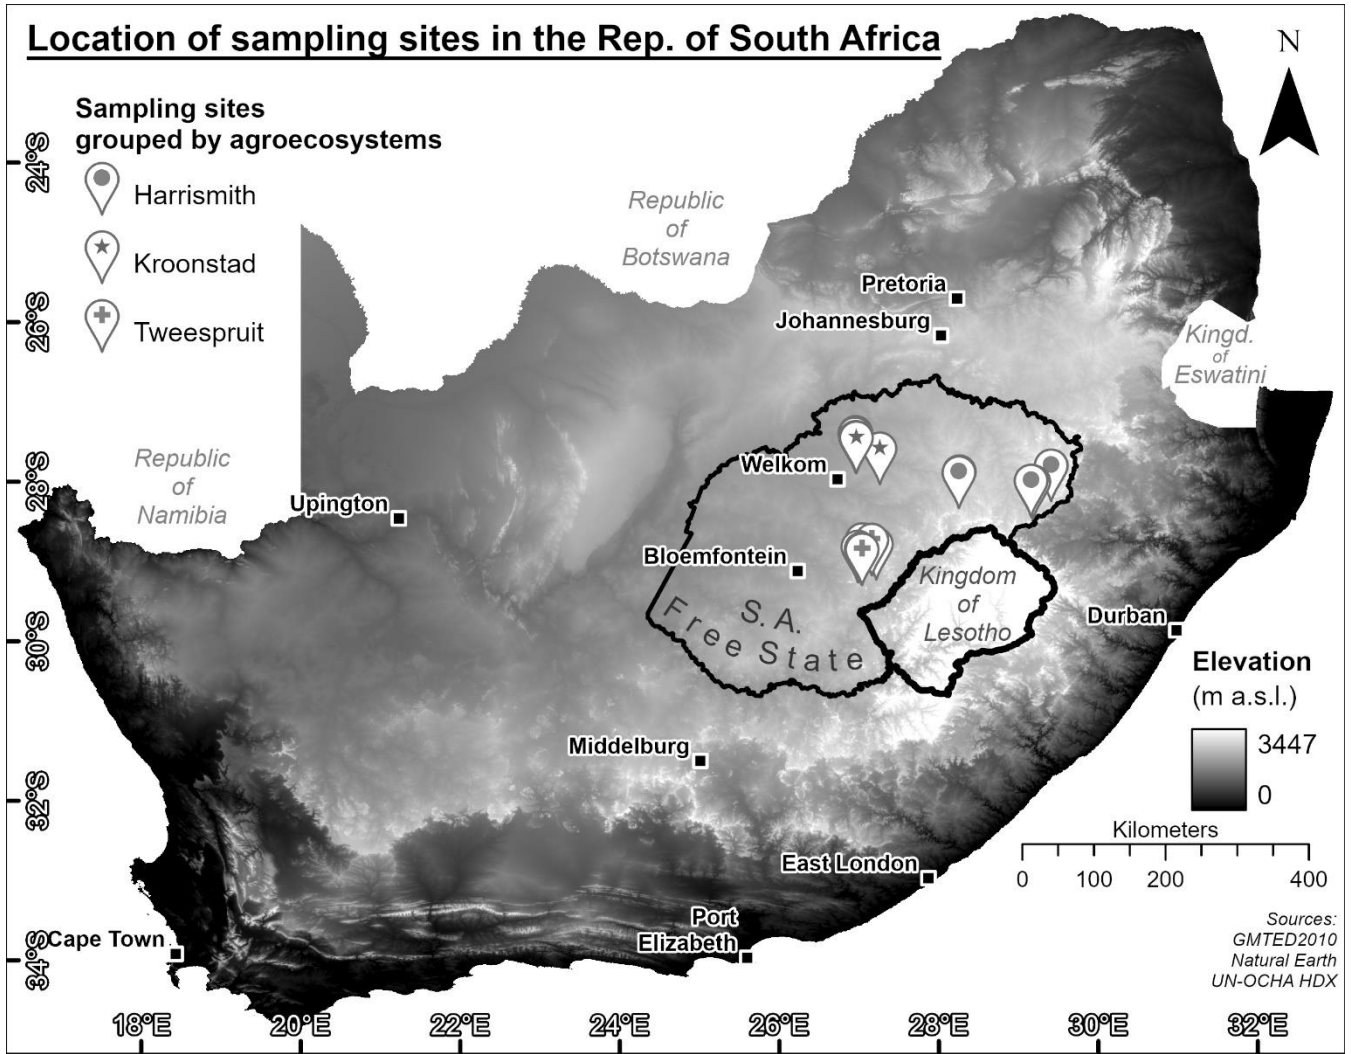 Location of sampling sites in the Rep. of South Africa
N
Sampling sites
grouped by agroecosystems
Harrismith
Kroonstad
Tweespruit
Republic
of
Botswana
Pretoria
Johannesburg
Kingd.
of
Eswatini
Republic
of
Namibia
Upington
Welkom
Bloemfontein
S. A.
Free State
Kingdom
of
Lesotho
Durban
Middelburg
East London
Port
Elizabeth
Cape Town
Elevation
(m a.s.l.)
3447
0
Kilometers
0 100 200 400
Sources:
GMTED2010
Natural Earth
UN-OCHA HDX
24°S
26°S
28°S
30°S
32°S
34°S
18°E 20°E 22°E 24°E 26°E 28°E 30°E 32°E